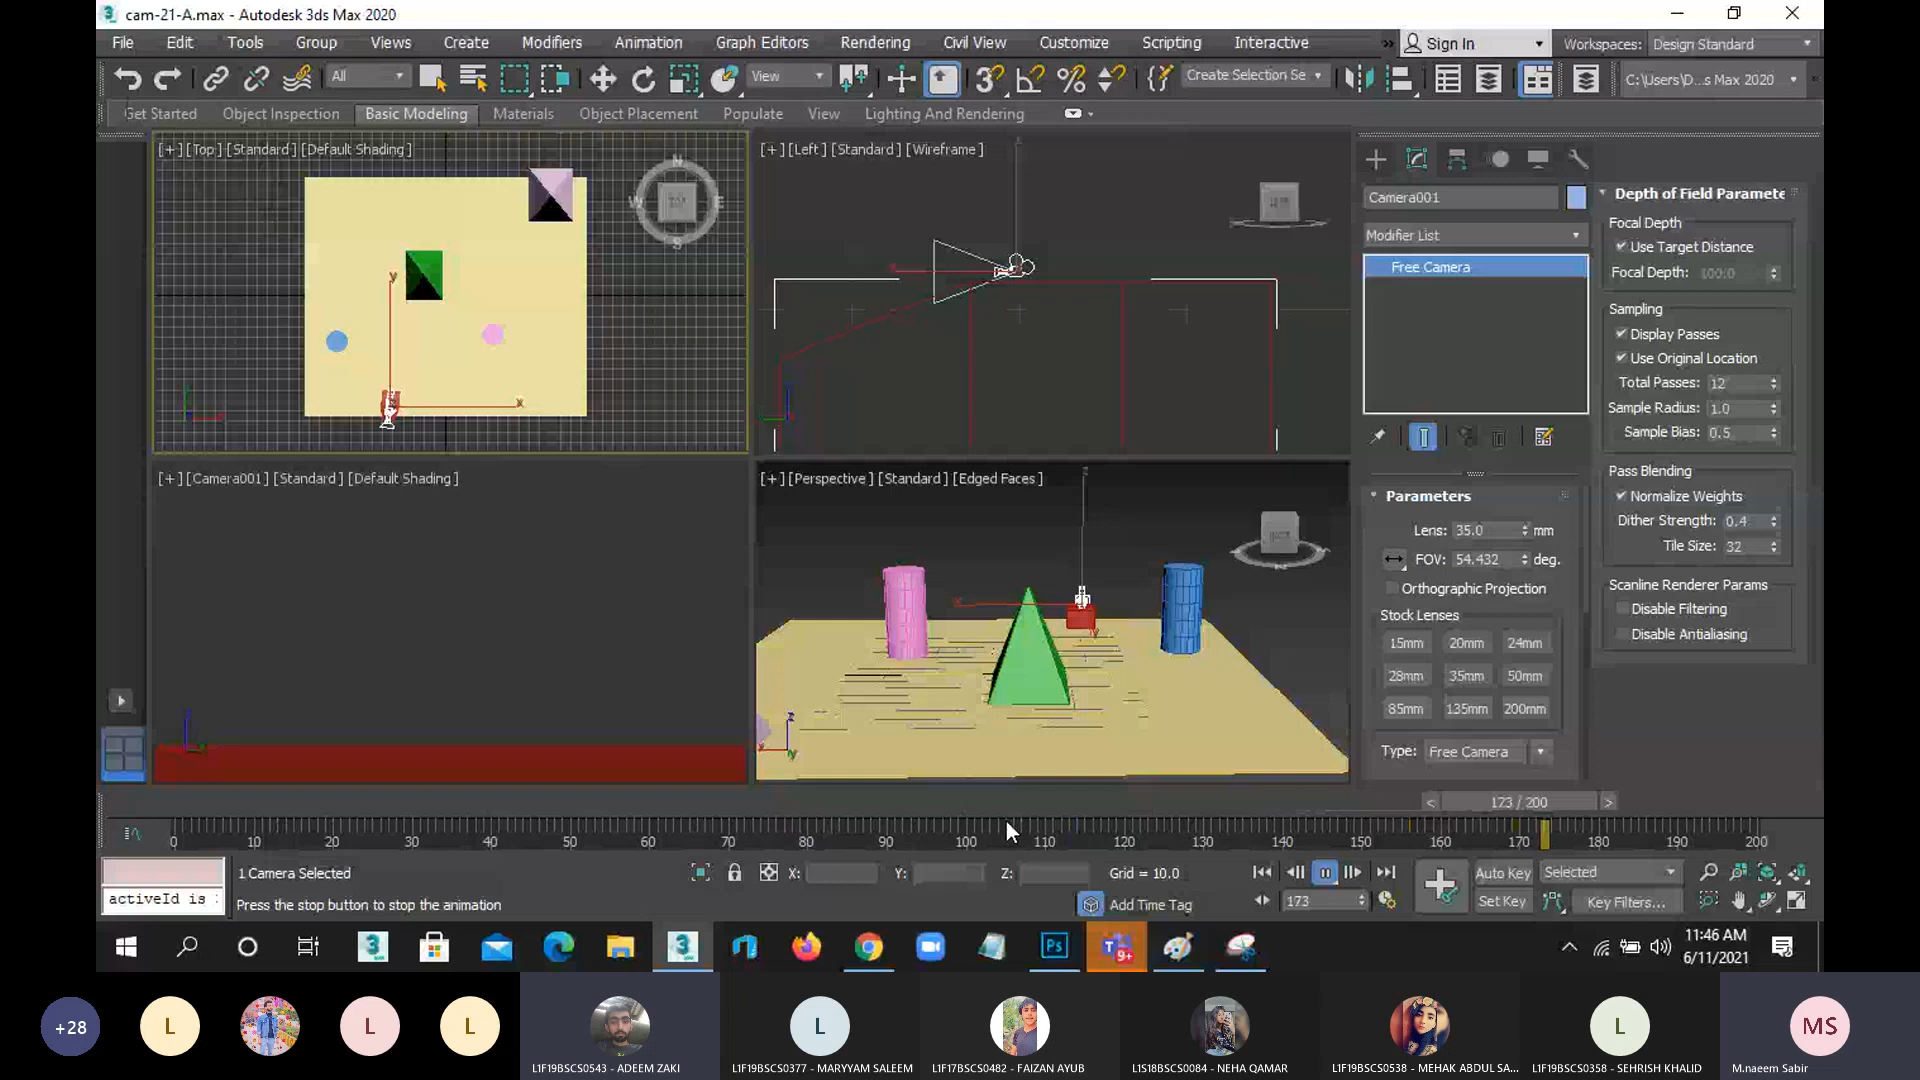 cam-21-A.max - Autodesk 3ds Max 2020
File Edit Tools Group Views Create Modifiers Animation Graph Editors Rendering Civil View Customize Scripting Interactive
Sign In Workspaces: Design Standard
All View Create Selection Se C:\Users\D...s Max 2020
Get Started Object Inspection Basic Modeling Materials Object Placement Populate View Lighting And Rendering
[+] [Top] [Standard] [Default Shading]
N W E S TOP
y x
[+] [Left] [Standard] [Wireframe]
[+] [Camera001] [Standard] [Default Shading]
[+] [Perspective] [Standard] [Edged Faces]
Camera001
Modifier List
Free Camera
Parameters
Lens: 35.0 mm
FOV: 54.432 deg.
Orthographic Projection
Stock Lenses
15mm 20mm 24mm
28mm 35mm 50mm
85mm 135mm 200mm
Type: Free Camera
Depth of Field Paramete
Focal Depth
Use Target Distance
Focal Depth: 100.0
Sampling
Display Passes
Use Original Location
Total Passes: 12
Sample Radius: 1.0
Sample Bias: 0.5
Pass Blending
Normalize Weights
Dither Strength: 0.4
Tile Size: 32
Scanline Renderer Params
Disable Filtering
Disable Antialiasing
< 173 / 200 >
0 10 20 30 40 50 60 70 80 90 100 110 120 130 140 150 160 170 180 190 200
1 Camera Selected X: Y: Z: Grid = 10.0 Auto Key Selected
activeId is : Press the stop button to stop the animation Add Time Tag 173 Set Key Key Filters...
Ps 9+
11:46 AM
6/11/2021
+28 L L L L L MS
L1F19BSCS0543 - ADEEM ZAKI L1F19BSCS0377 - MARYYAM SALEEM L1F17BSCS0482 - FAIZAN AYUB L1S18BSCS0084 - NEHA QAMAR L1F19BSCS0538 - MEHAK ABDUL SA... L1F19BSCS0358 - SEHRISH KHALID M.naeem Sabir